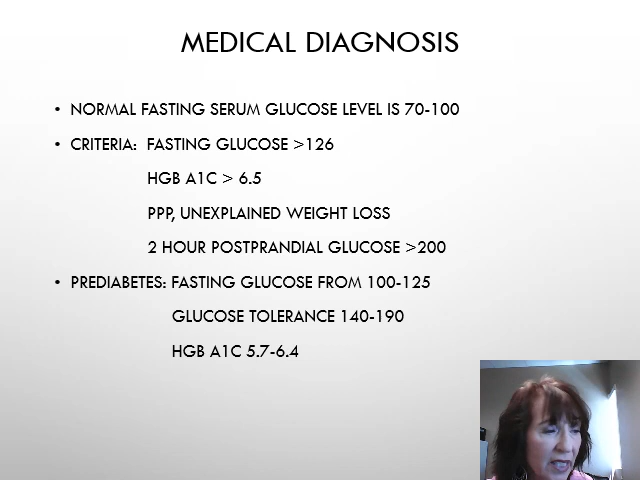 MEDICAL DIAGNOSIS
• NORMAL FASTING SERUM GLUCOSE LEVEL IS 70-100
• CRITERIA: FASTING GLUCOSE >126
HGB A1C > 6.5
PPP, UNEXPLAINED WEIGHT LOSS
2 HOUR POSTPRANDIAL GLUCOSE >200
• PREDIABETES: FASTING GLUCOSE FROM 100-125
GLUCOSE TOLERANCE 140-190
HGB A1C 5.7-6.4